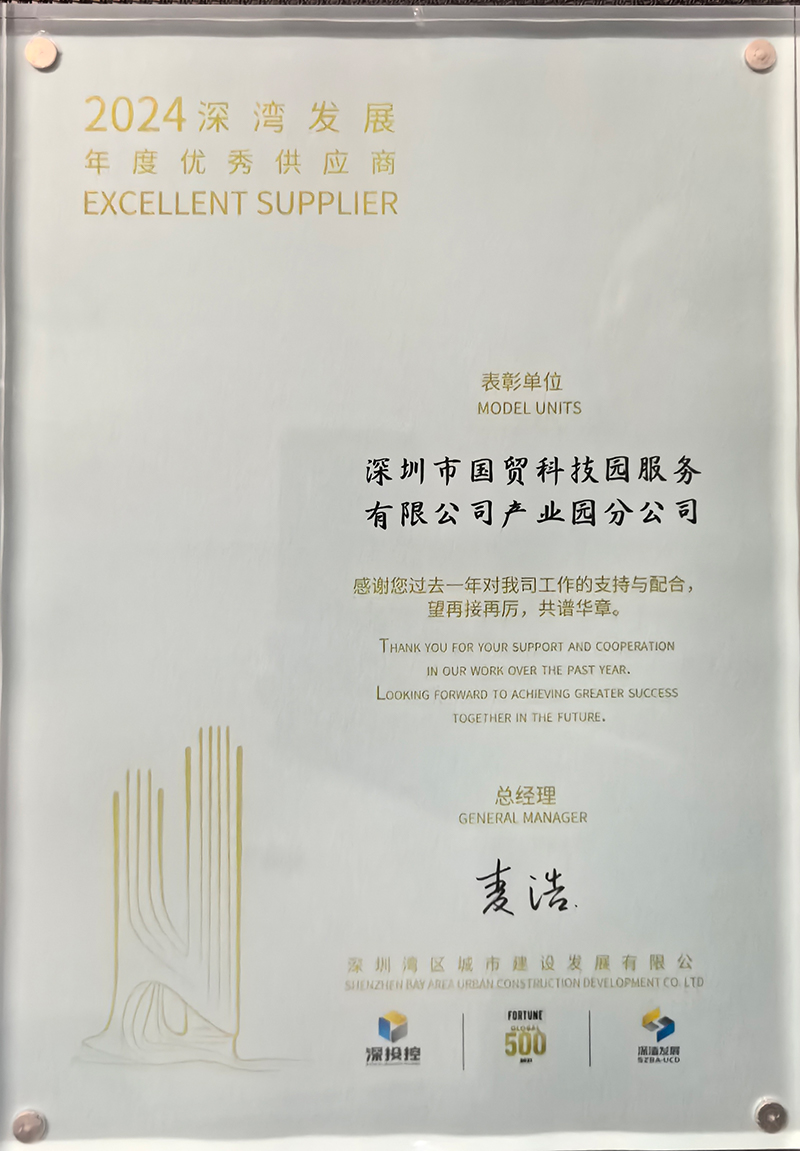 2024深湾发展
年度优秀供应商
EXCELLENT SUPPLIER
表彰单位
MODEL UNITS
深圳市国贸科技园服务
有限公司产业园分公司
感谢您过去一年对我司工作的支持与配合，
望再接再厉，共谱华章。
THANK YOU FOR YOUR SUPPORT AND COOPERATION
IN OUR WORK OVER THE PAST YEAR.
LOOKING FORWARD TO ACHIEVING GREATER SUCCESS
TOGETHER IN THE FUTURE.
总经理
GENERAL MANAGER
麦浩.
深圳湾区城市建设发展有限公
SHENZHEN BAY AREA URBAN CONSTRUCTION DEVELOPMENT CO. LTD
深投控
FORTUNE
GLOBAL
500
深湾发展
SZBA-UCD